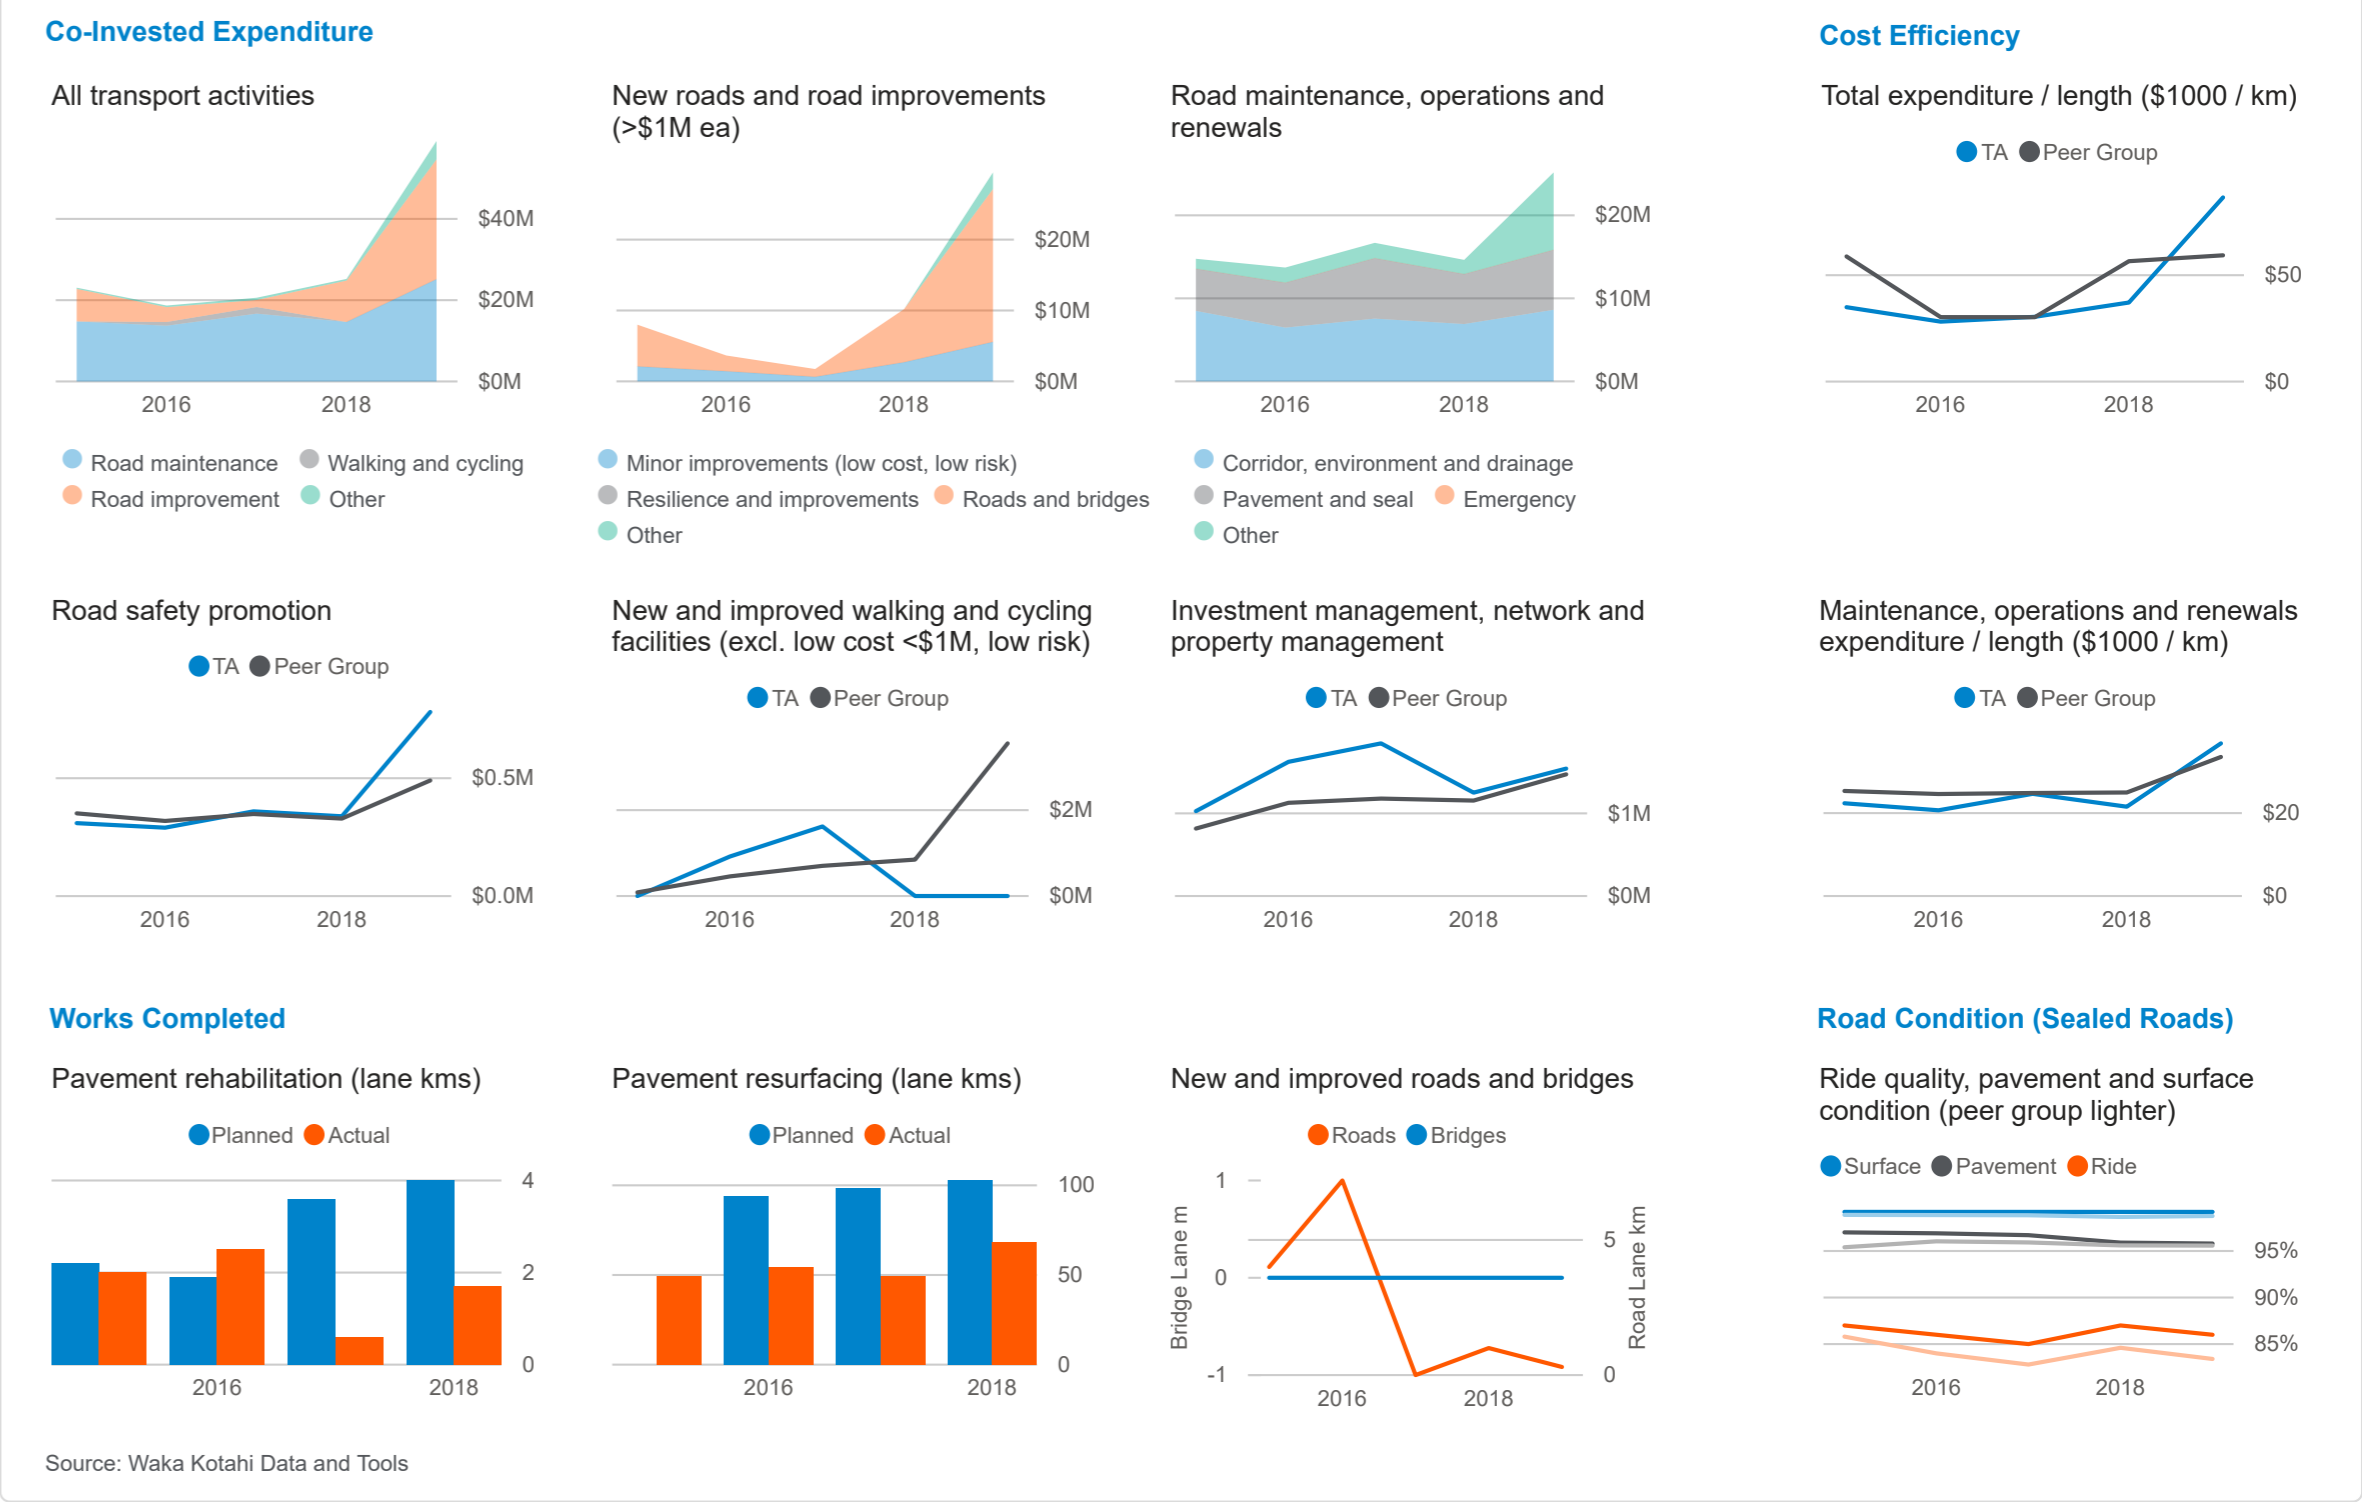 Co-Invested Expenditure
Cost Efficiency
All transport activities
$40M
$20M
$0M
2016
2018
Road maintenance
Walking and cycling
Road improvement
Other
New roads and road improvements
(>$1M ea)
$20M
$10M
$0M
2016
2018
Minor improvements (low cost, low risk)
Resilience and improvements
Roads and bridges
Other
Road maintenance, operations and
renewals
$20M
$10M
$0M
2016
2018
Corridor, environment and drainage
Pavement and seal
Emergency
Other
Total expenditure / length ($1000 / km)
TA
Peer Group
$50
$0
2016
2018
Road safety promotion
TA
Peer Group
$0.5M
$0.0M
2016
2018
New and improved walking and cycling
facilities (excl. low cost <$1M, low risk)
TA
Peer Group
$2M
$0M
2016
2018
Investment management, network and
property management
TA
Peer Group
$1M
$0M
2016
2018
Maintenance, operations and renewals
expenditure / length ($1000 / km)
TA
Peer Group
$20
$0
2016
2018
Works Completed
Road Condition (Sealed Roads)
Pavement rehabilitation (lane kms)
Planned
Actual
4
2
0
2016
2018
Pavement resurfacing (lane kms)
Planned
Actual
100
50
0
2016
2018
New and improved roads and bridges
Roads
Bridges
Bridge Lane m
1
0
-1
5
0
Road Lane km
2016
2018
Ride quality, pavement and surface
condition (peer group lighter)
Surface
Pavement
Ride
95%
90%
85%
2016
2018
Source: Waka Kotahi Data and Tools